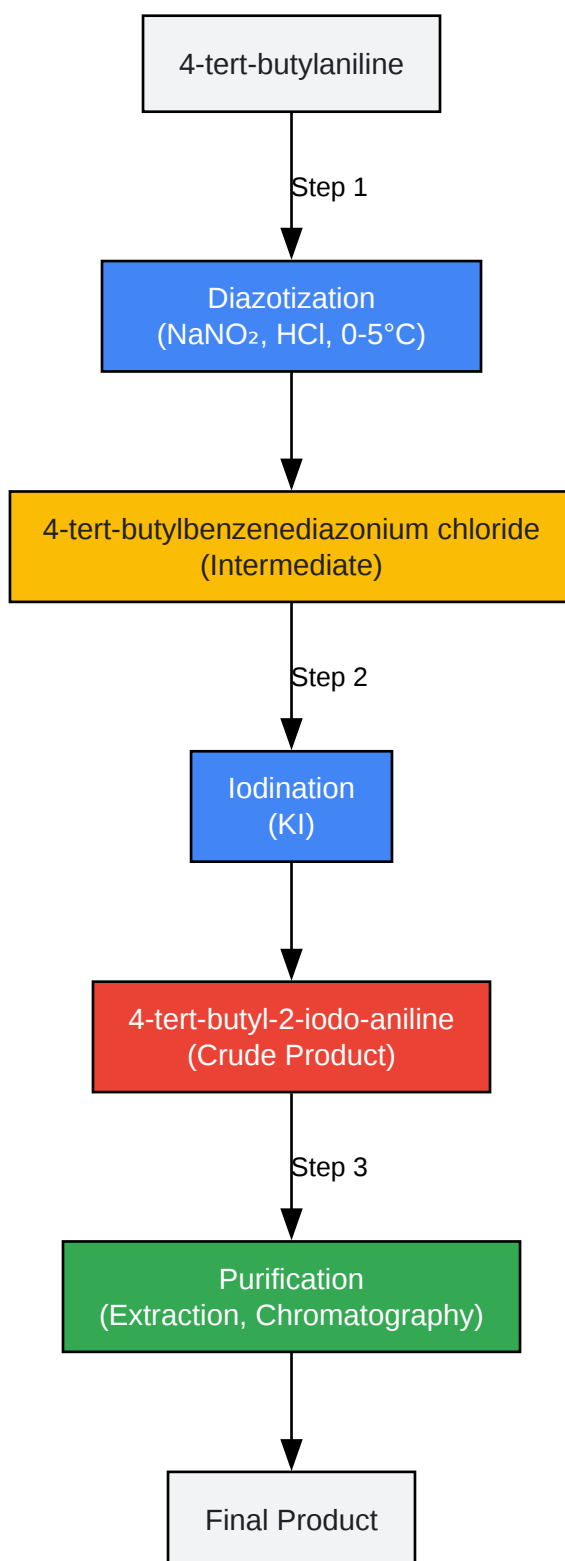 4-tert-butylaniline
Step 1
Diazotization
(NaNO₂, HCl, 0-5°C)
4-tert-butylbenzenediazonium chloride
(Intermediate)
Step 2
Iodination
(KI)
4-tert-butyl-2-iodo-aniline
(Crude Product)
Step 3
Purification
(Extraction, Chromatography)
Final Product